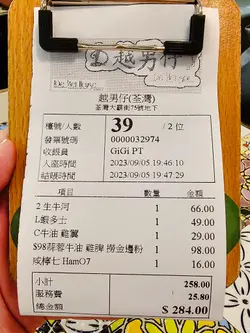 越男仔
越男仔(荃灣)
荃灣大霸街75號地下
檯號/人數 39 / 2 位
發票號碼 0000032974
收銀員 GiGi PT
入座時間 2023/09/05 19:46:10
結賬時間 2023/09/05 19:47:29
項目 數量 金額
2 生牛河 1 66.00
L蝦多士 1 49.00
C牛油 雞翼 1 29.00
$98蒜蓉牛油 雞髀 撈金邊粉 1 98.00
咸檸七 HamO7 1 16.00
小計 258.00
服務費 25.80
總金額 $ 284.00